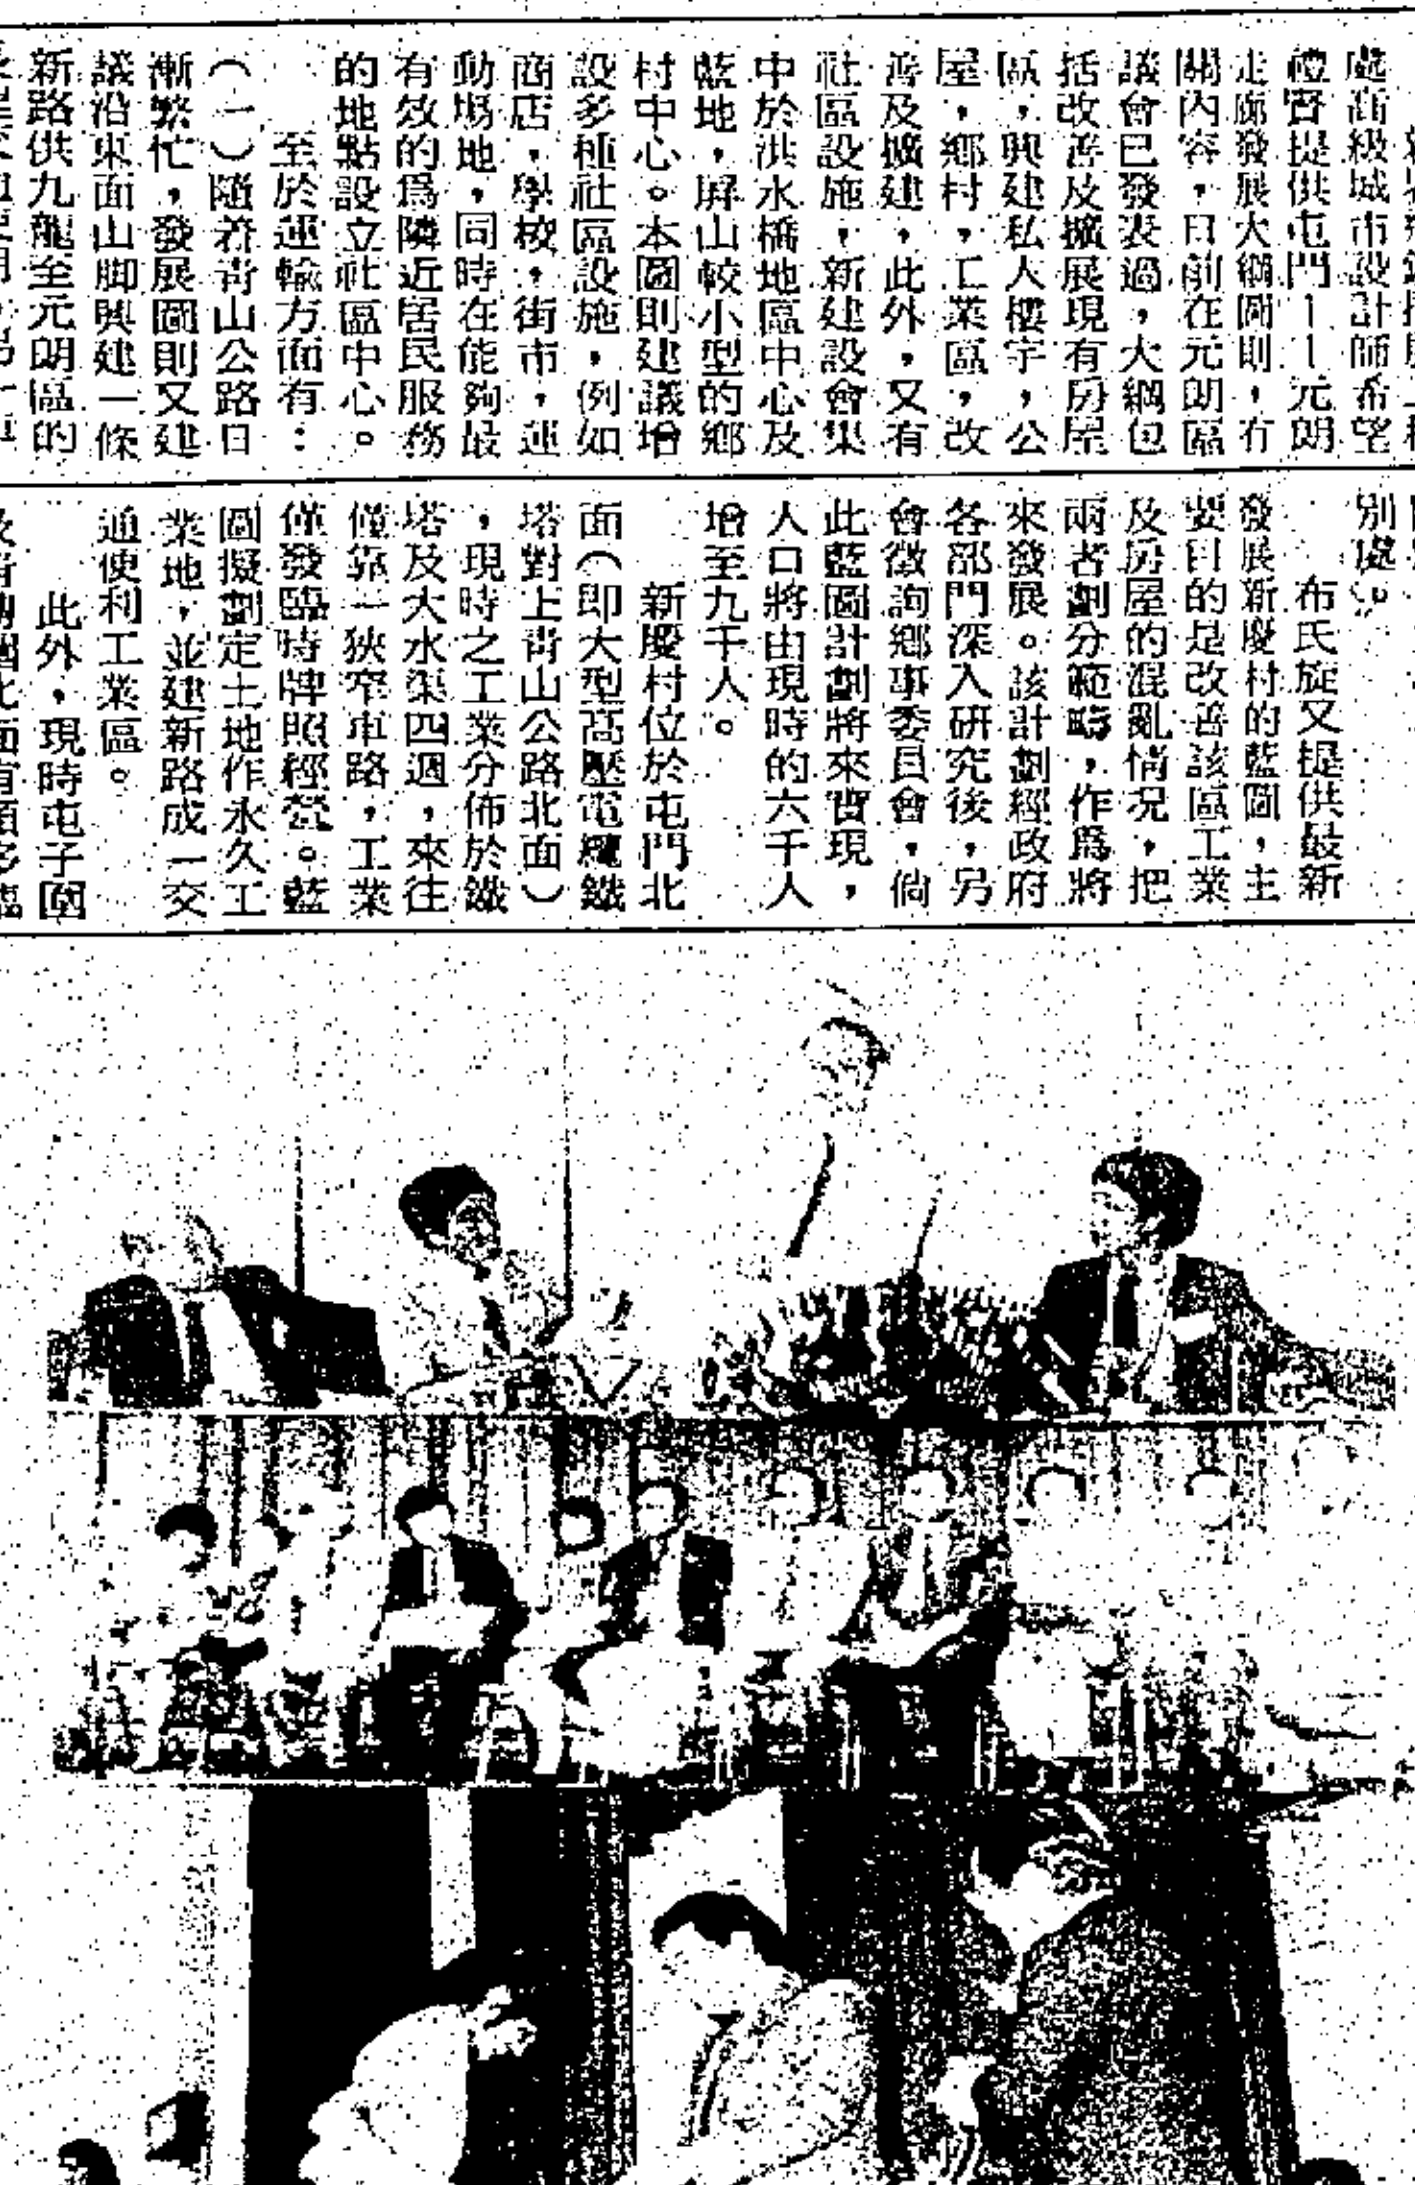 處高級城市設計師希望
禮賢提供屯門——元朗
走廊發展大綱圖則，有
關內容，日前在元朗區
議會已發表過，大綱包
括改善及擴展現有房屋
區，興建私人樓宇，公
屋，鄉村，工業區，改
善及擴建，此外，又有
社區設施，新建設會集
中於洪水橋地區中心及
藍地，屏山較小型的鄉
村中心。本圖則建議增
設多種社區設施，例如
商店，學校，街市，運
動場地，同時在能夠最
有效的為隣近居民服務
的地點設立社區中心。
至於運輸方面有：
（一）隨着青山公路日
漸繁忙，發展圖則又建
議沿東面山脚興建一條
新路供九龍至元朗區的
別處。
布氏旋又提供最新
發展新慶村的藍圖，主
要目的是改善該區工業
及房屋的混亂情况，把
兩者劃分範疇，作爲將
來發展。該計劃經政府
各部門深入研究後，另
會徵詢鄉事委員會，倘
此藍圖計劃將來實現，
人口將由現時的六千人
增至九千人。
新慶村位於屯門北
面（即大型高壓電纜鐵
塔對上青山公路北面）
，現時之工業分佈於鐵
塔及大水渠四週，來往
僅靠一狹窄車路，工業
僅發臨時牌照經營。藍
圖擬劃定土地作永久工
業地，並建新路成一交
通便利工業區。
此外，現時屯子圍